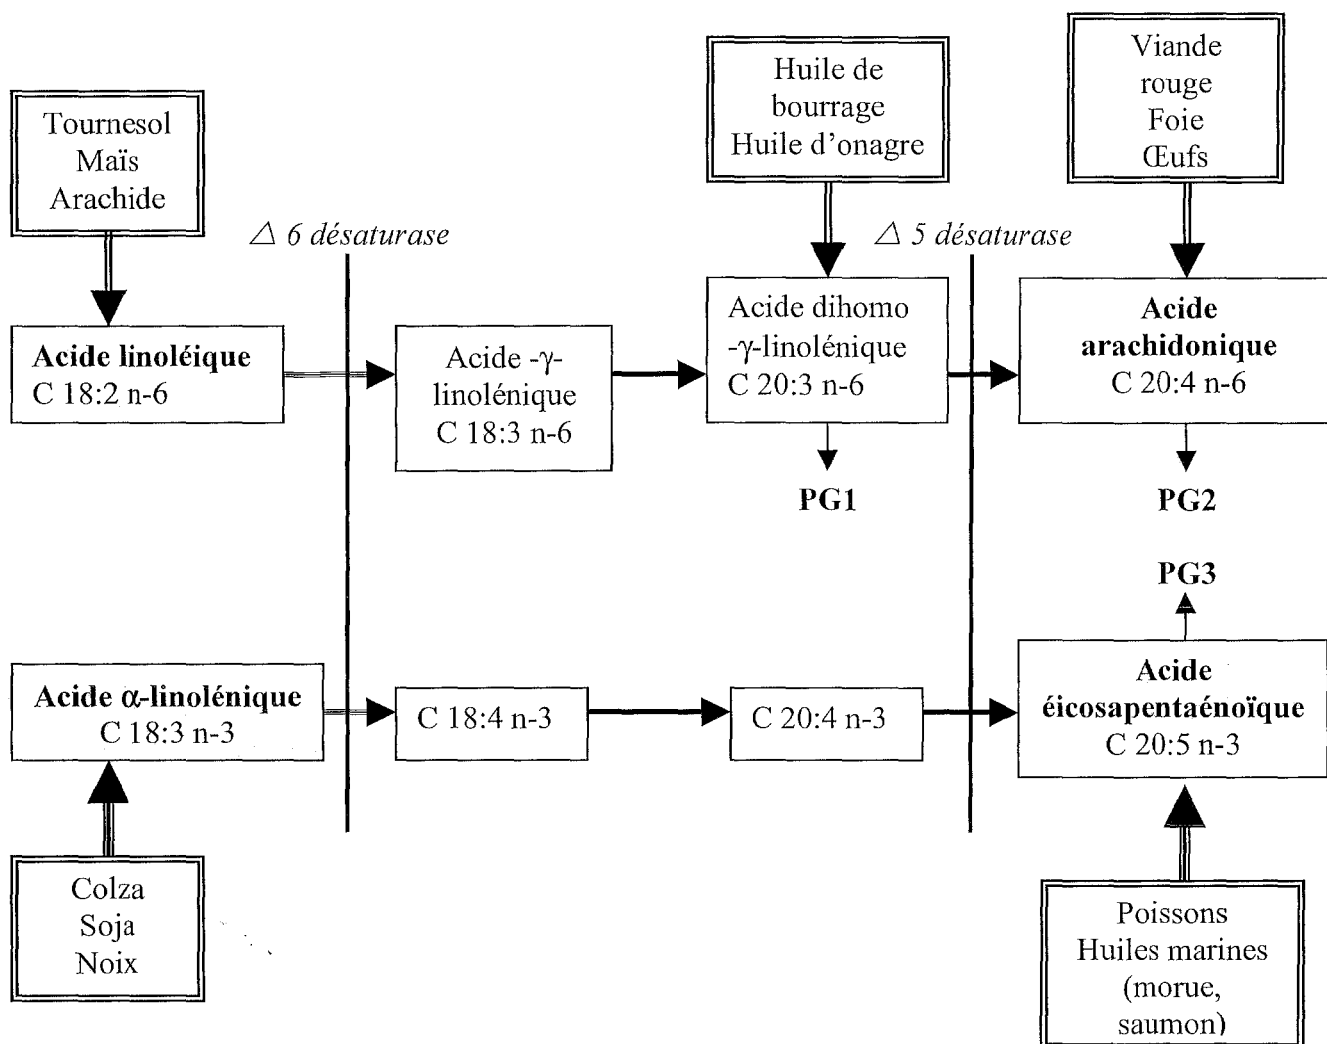 Viande
rouge
Foie
Œufs
Huile de
bourrage
Huile d'onagre
Tournesol
Maïs
Arachide
△ 6 désaturase
△ 5 désaturase
Acide linoléique
C 18:2 n-6
Acide -γ-
linolénique
C 18:3 n-6
Acide dihomo
-γ-linolénique
C 20:3 n-6
Acide
arachidonique
C 20:4 n-6
PG1
PG2
PG3
Acide α-linolénique
C 18:3 n-3
C 18:4 n-3
C 20:4 n-3
Acide
éicosapentaénoïque
C 20:5 n-3
Colza
Soja
Noix
Poissons
Huiles marines
(morue,
saumon)